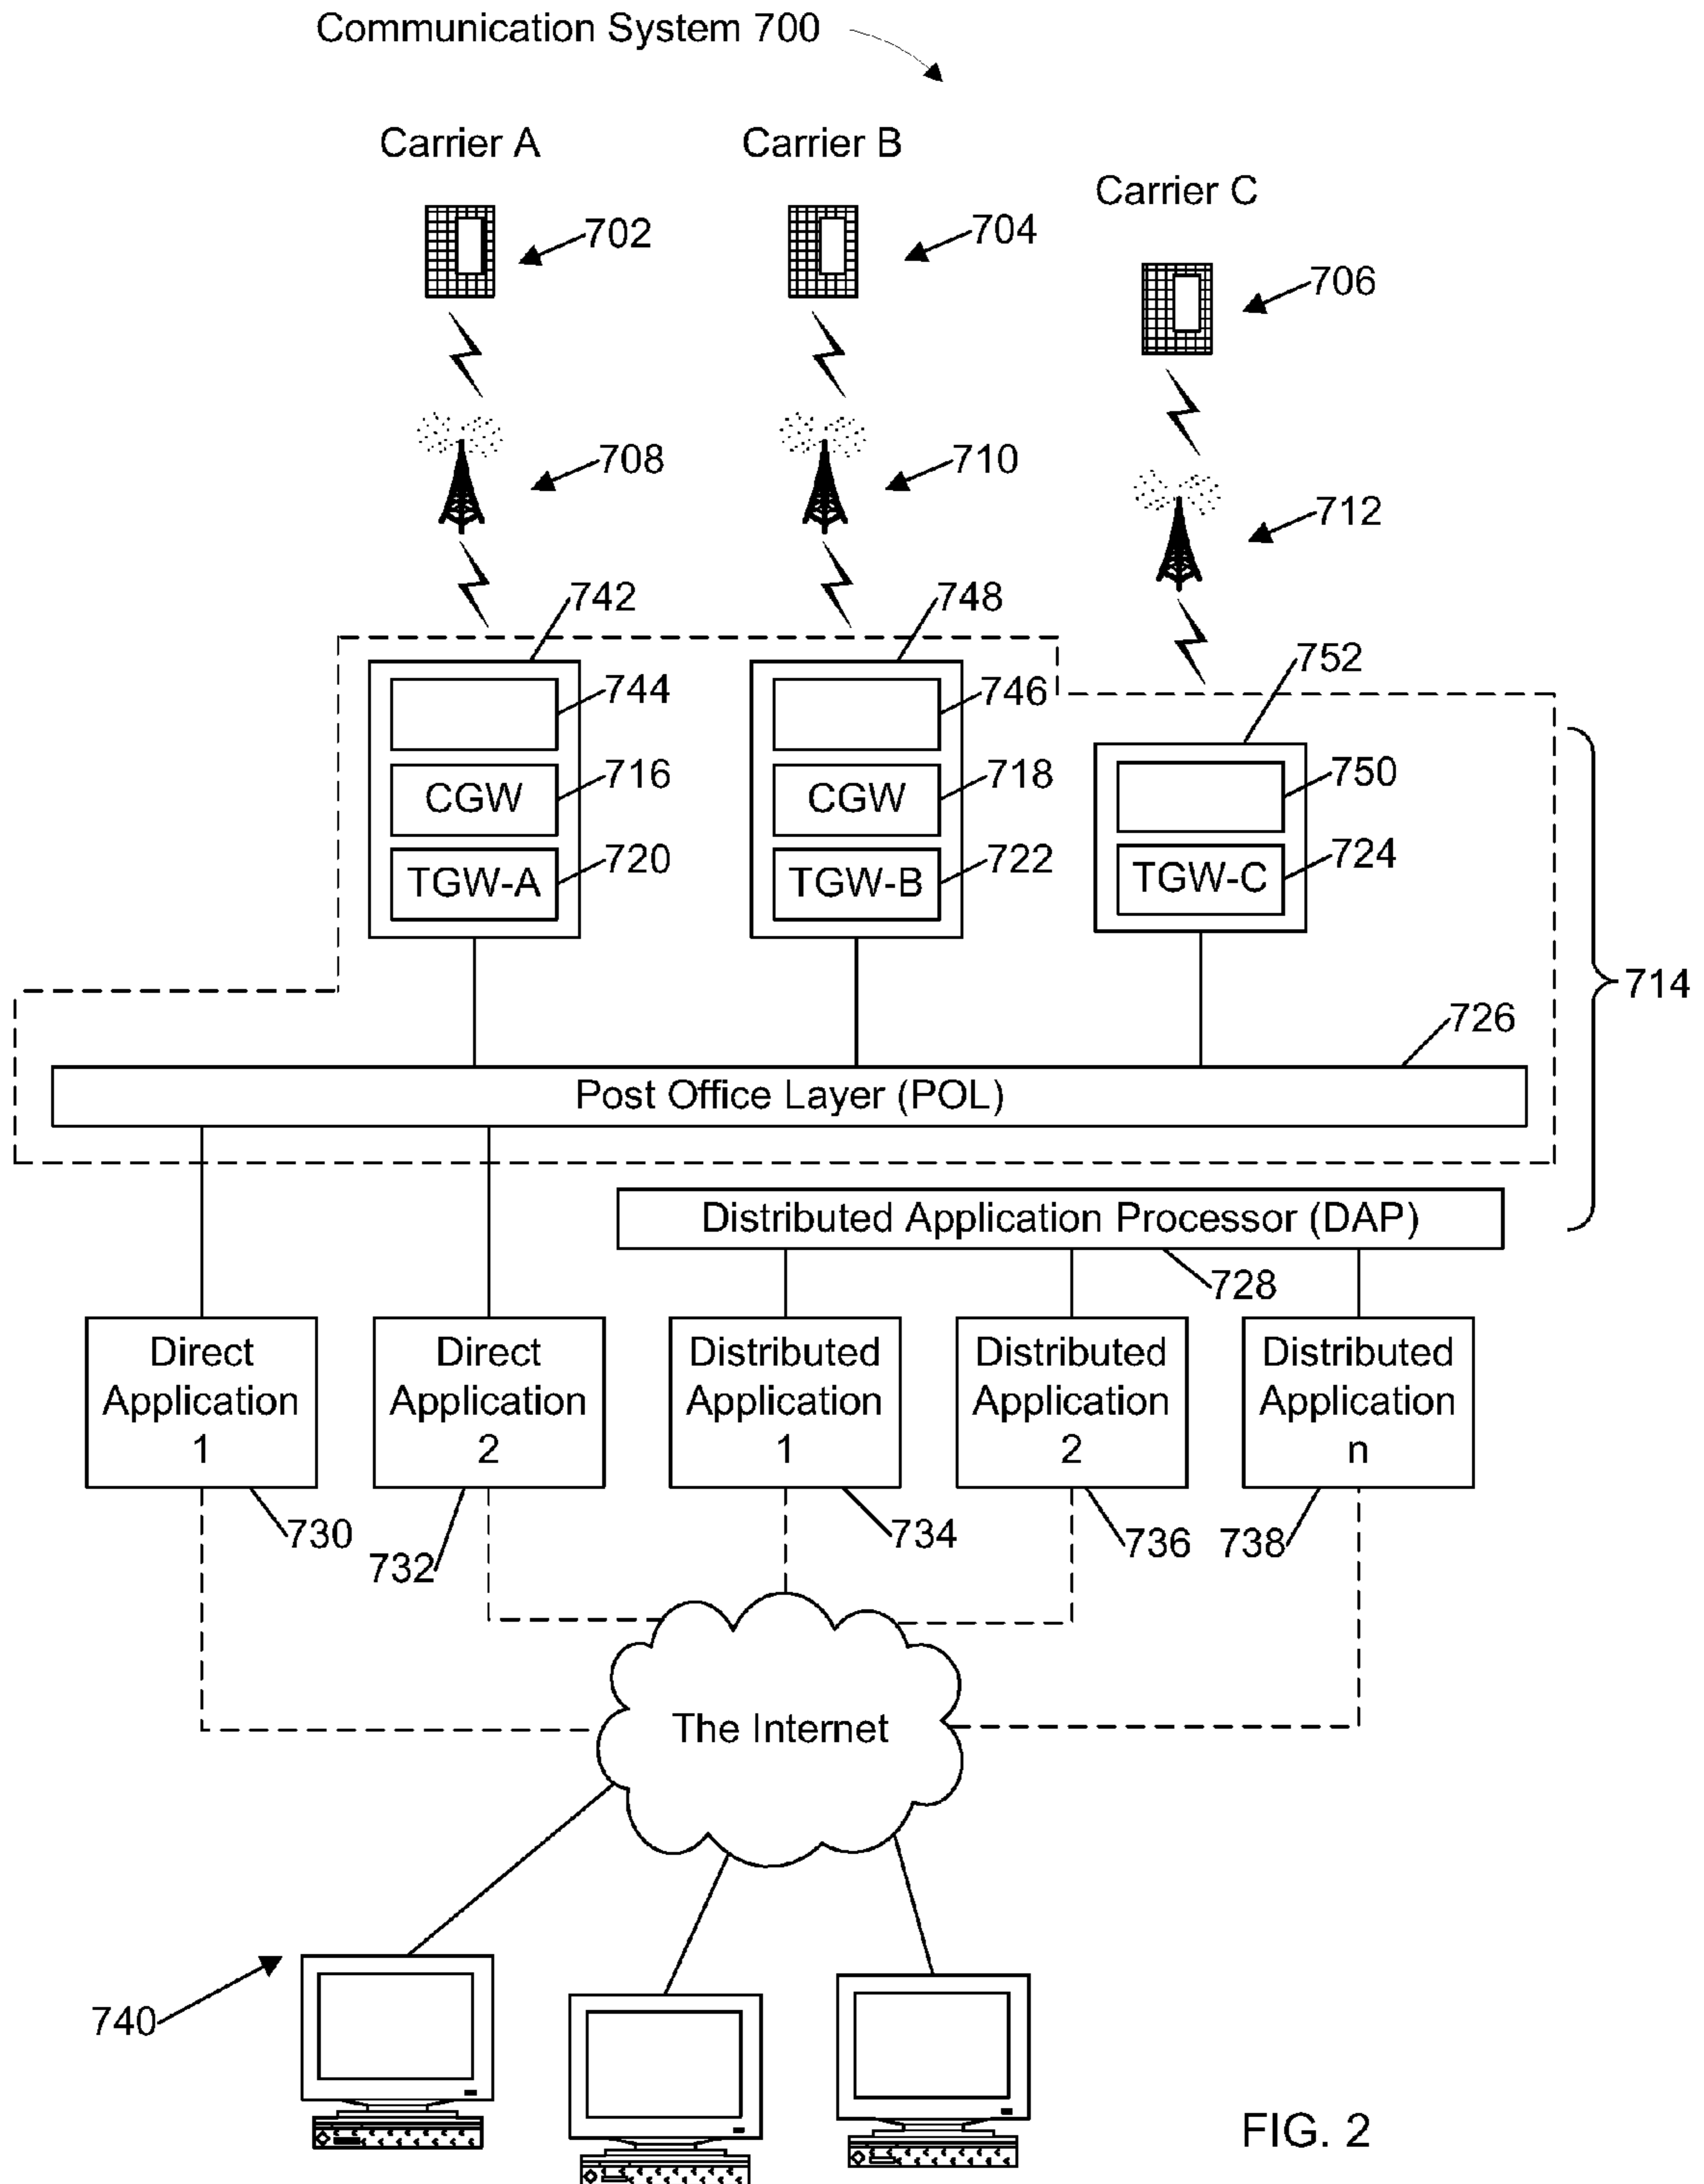 Communication System 700
Carrier A
Carrier B
Carrier C
702
704
706
708
710
712
742
748
752
744
746
750
CGW
716
CGW
718
TGW-A
720
TGW-B
722
TGW-C
724
714
726
Post Office Layer (POL)
Distributed Application Processor (DAP)
728
Direct
Application
1
Direct
Application
2
Distributed
Application
1
Distributed
Application
2
Distributed
Application
n
730
732
734
736
738
The Internet
740
FIG. 2